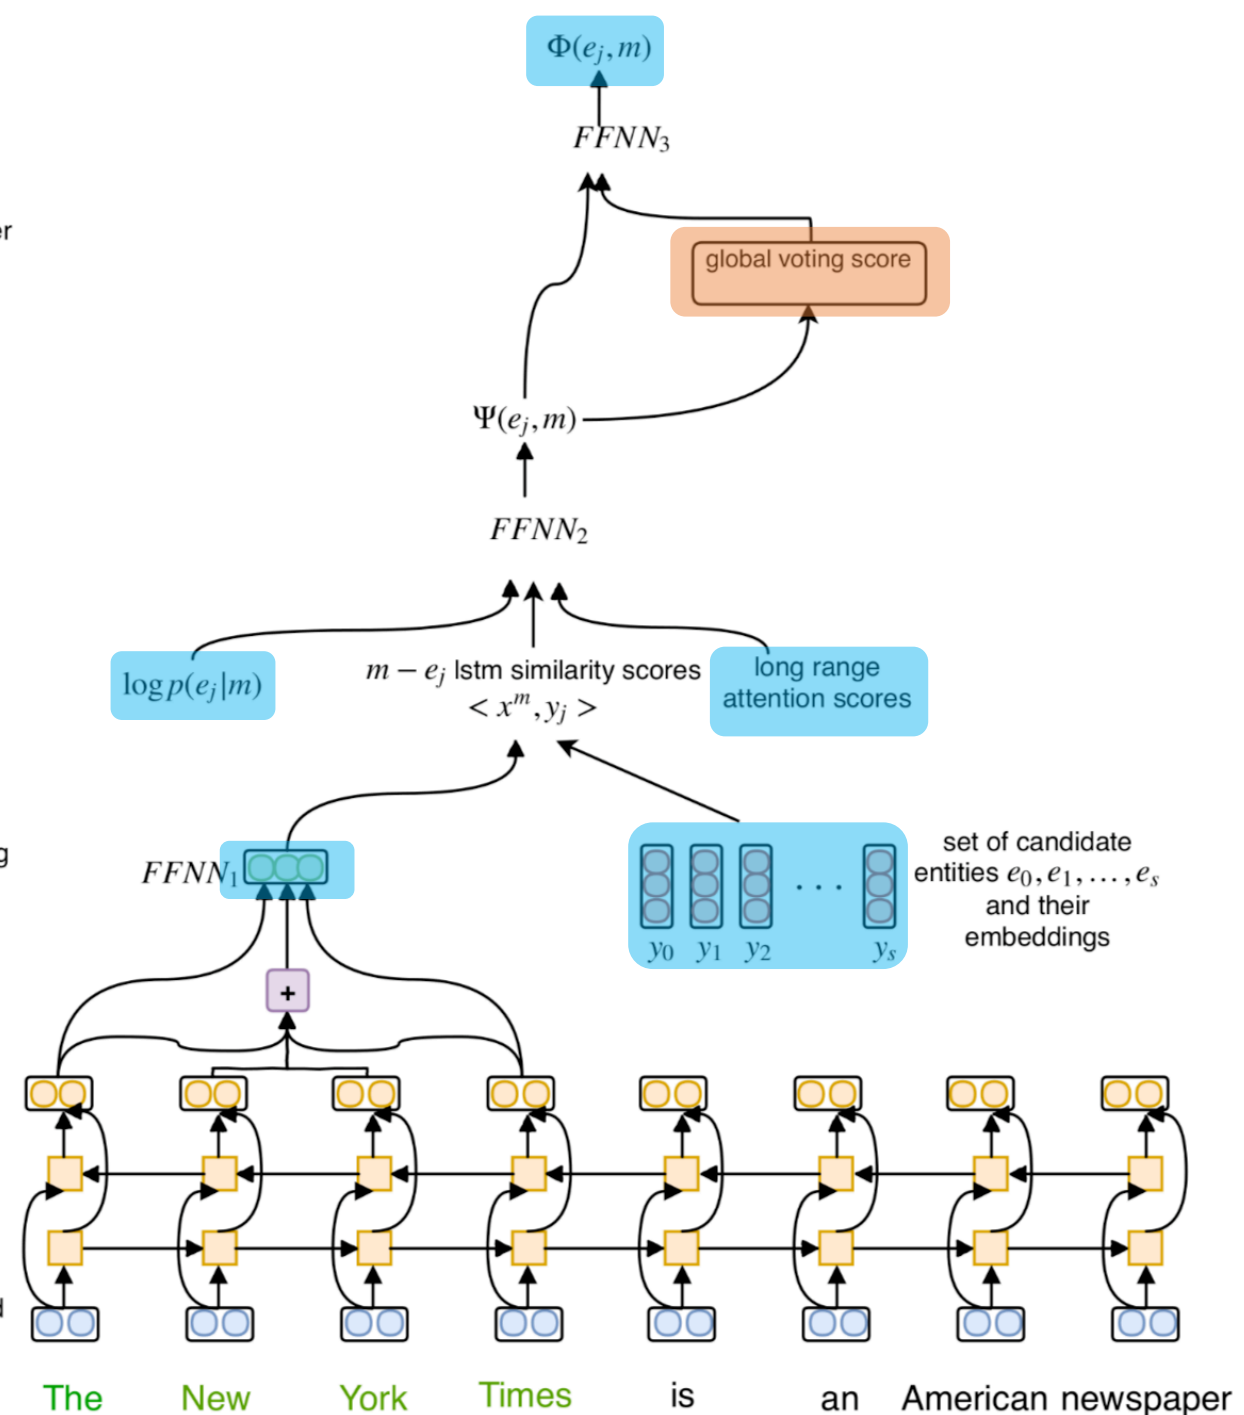 Φ(e_j, m)
FFNN_3
er
global voting score
Ψ(e_j, m)
FFNN_2
log p(e_j|m)
m − e_j lstm similarity scores
< x^m, y_j >
long range
attention scores
g
FFNN_1
set of candidate
entities e_0, e_1, …, e_s
and their
embeddings
y_0 y_1 y_2 … y_s
+
d
The New York Times is an American newspaper